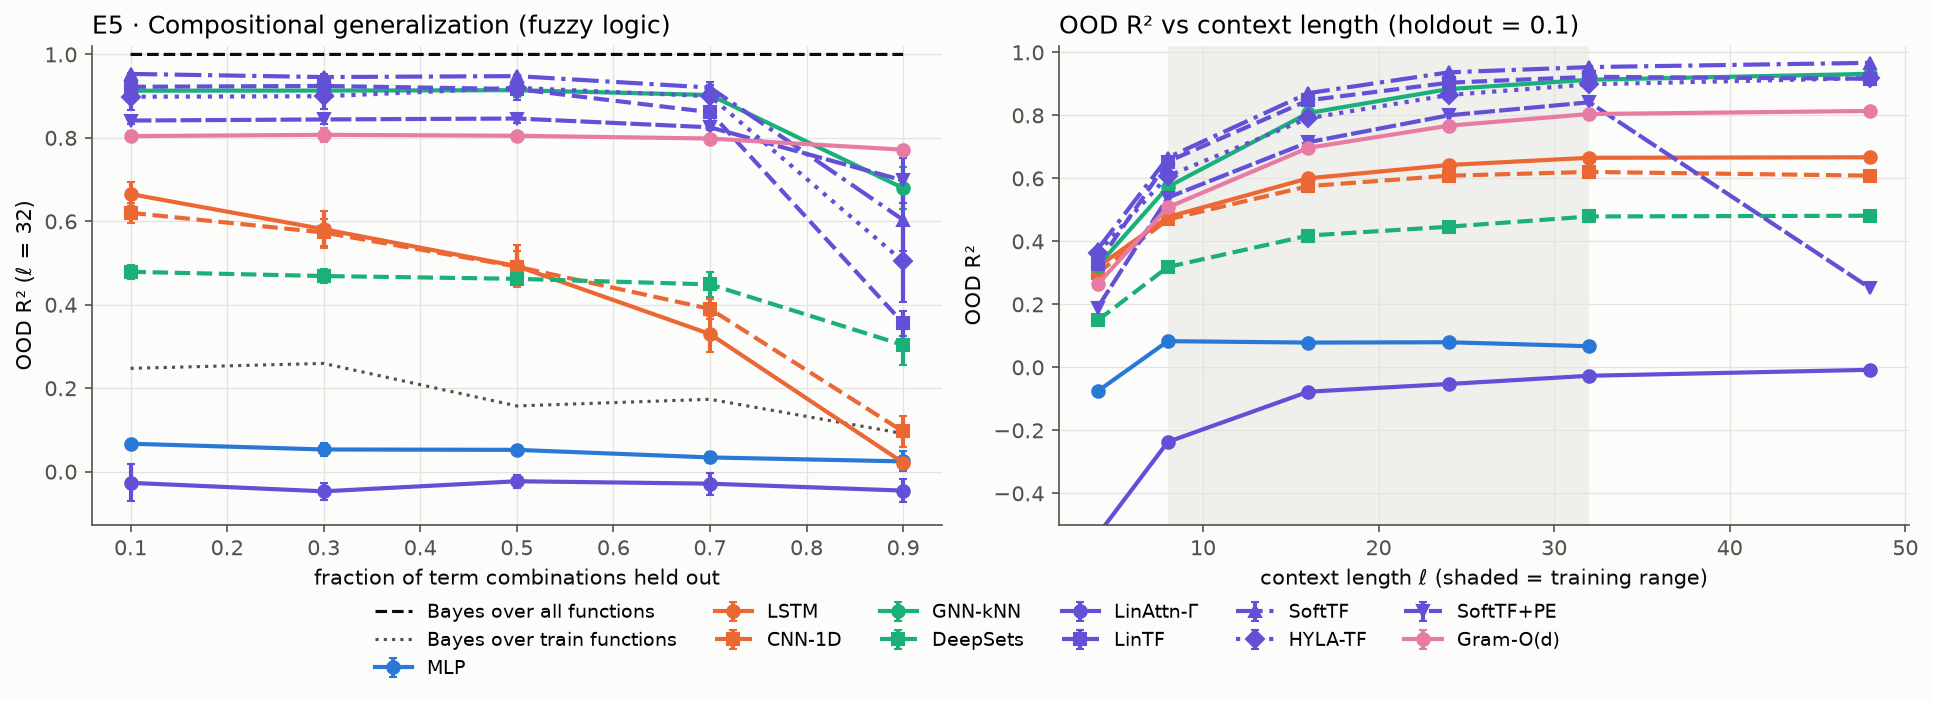 E5 · Compositional generalization (fuzzy logic)
OOD R² (ℓ = 32)
1.0
0.8
0.6
0.4
0.2
0.0
0.1
0.2
0.3
0.4
0.5
0.6
0.7
0.8
0.9
fraction of term combinations held out
OOD R² vs context length (holdout = 0.1)
OOD R²
1.0
0.8
0.6
0.4
0.2
0.0
−0.2
−0.4
10
20
30
40
50
context length ℓ (shaded = training range)
Bayes over all functions
Bayes over train functions
MLP
LSTM
CNN-1D
GNN-kNN
DeepSets
LinAttn-Γ
LinTF
SoftTF
HYLA-TF
SoftTF+PE
Gram-O(d)